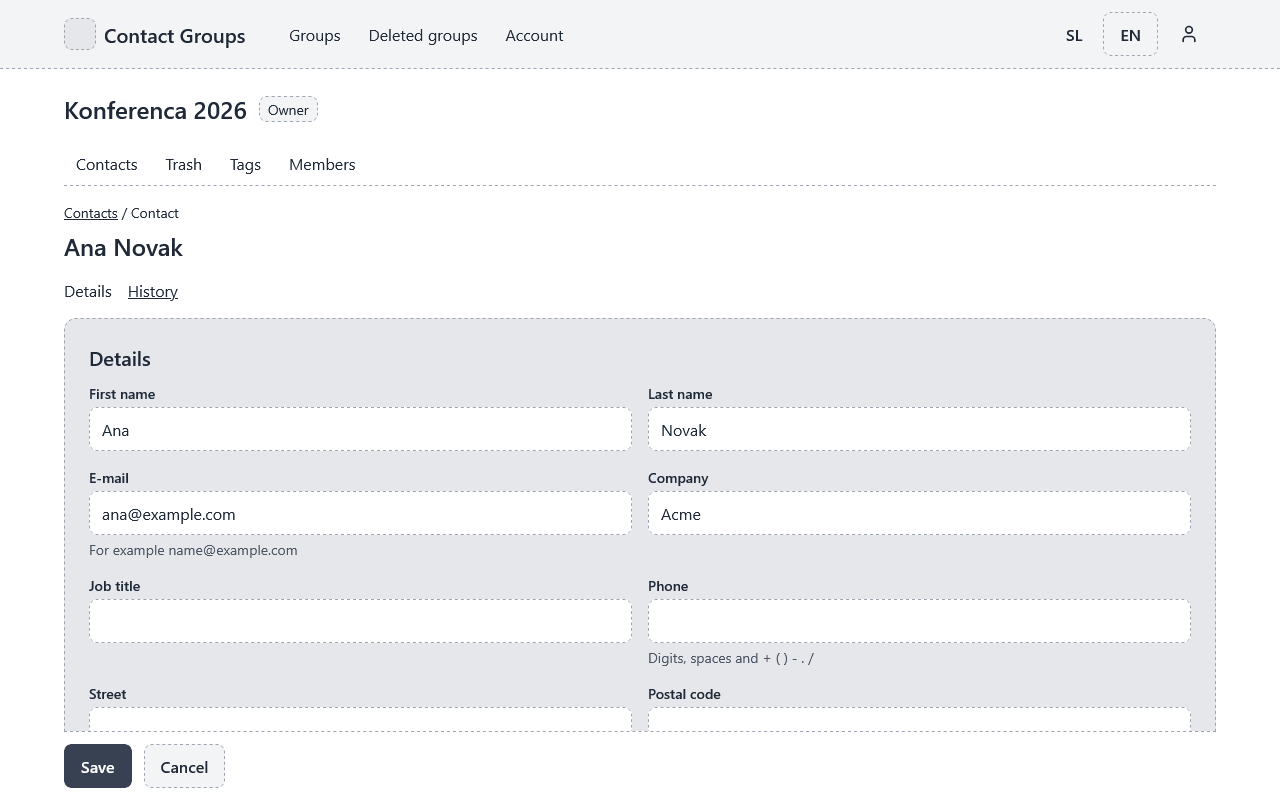 Contact Groups Groups Deleted groups Account SL EN
Konferenca 2026 Owner
Contacts Trash Tags Members
Contacts / Contact
Ana Novak
Details History
Details
First name Last name
Ana Novak
E-mail Company
ana@example.com Acme
For example name@example.com
Job title Phone
Digits, spaces and + ( ) - . /
Street Postal code
Save Cancel